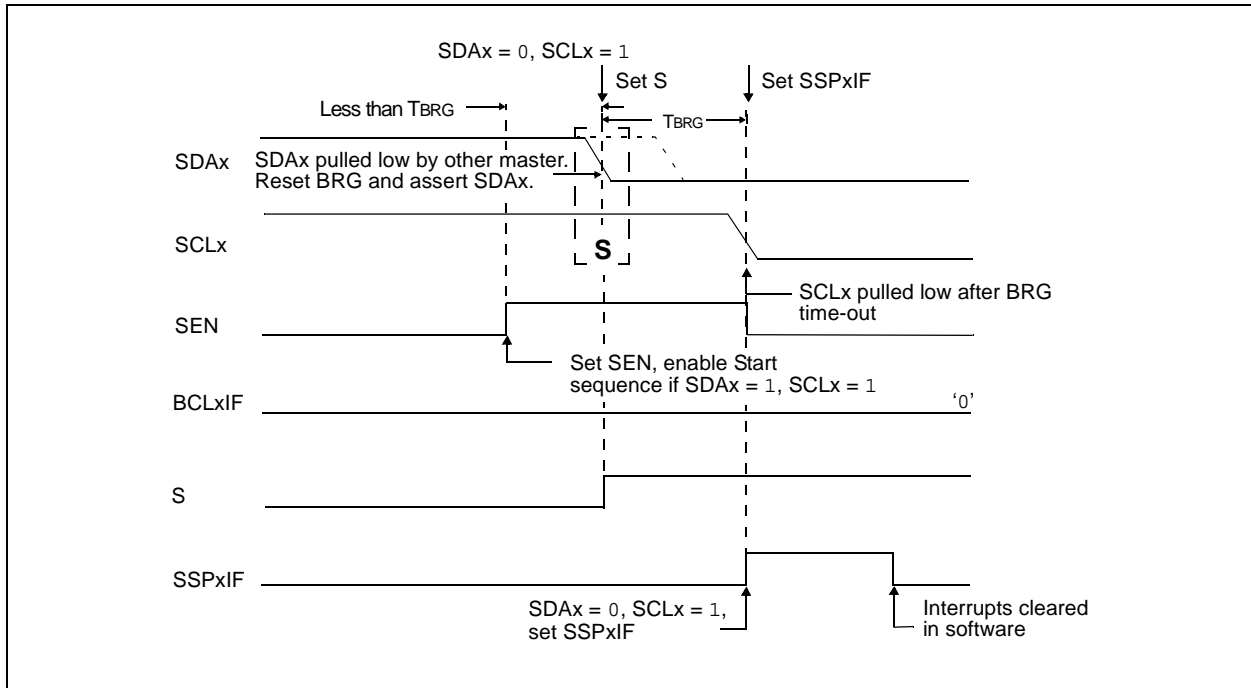 SDAx = 0, SCLx = 1
Set S
Set SSPxIF
Less than TBRG
TBRG
SDAx
SDAx pulled low by other master.
Reset BRG and assert SDAx.
SCLx
S
SCLx pulled low after BRG
time-out
SEN
Set SEN, enable Start
sequence if SDAx = 1, SCLx = 1
BCLxIF
‘0’
S
SSPxIF
SDAx = 0, SCLx = 1,
set SSPxIF
Interrupts cleared
in software